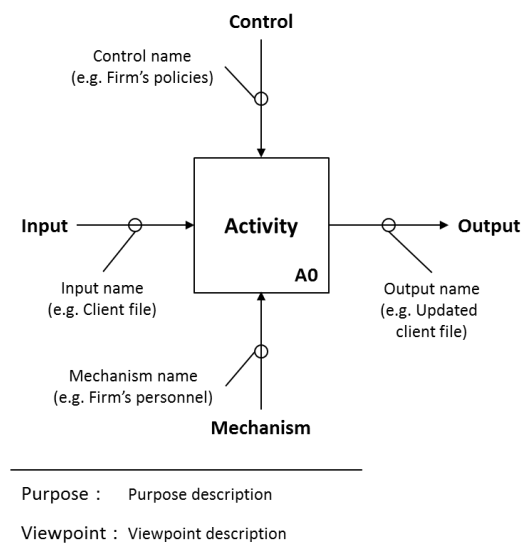 Control
Control name
(e.g. Firm's policies)
Input
Activity
Output
A0
Input name
(e.g. Client file)
Output name
(e.g. Updated
client file)
Mechanism name
(e.g. Firm's personnel)
Mechanism
Purpose : Purpose description
Viewpoint : Viewpoint description